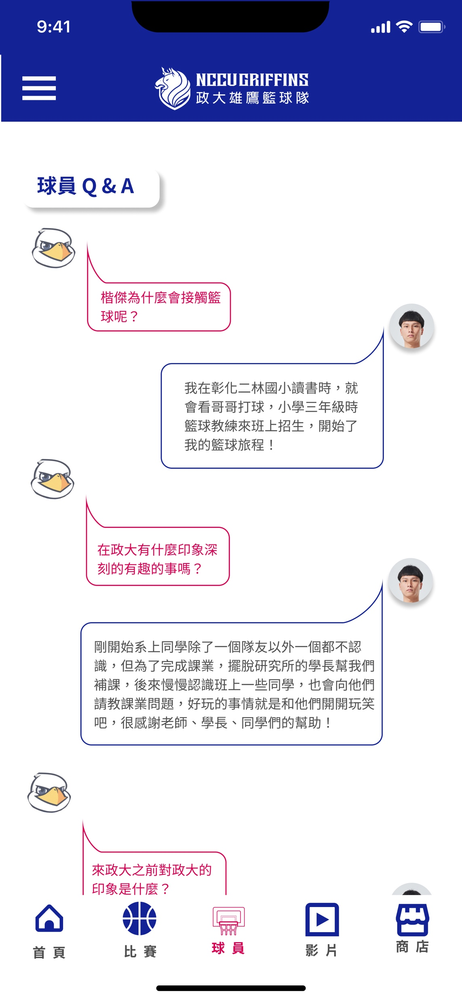 9:41
NCCU GRIFFINS
政大雄鷹籃球隊
球員 Q & A
楷傑為什麼會接觸籃
球呢？
我在彰化二林國小讀書時，就
會看哥哥打球，小學三年級時
籃球教練來班上招生，開始了
我的籃球旅程！
在政大有什麼印象深
刻的有趣的事嗎？
剛開始系上同學除了一個隊友以外一個都不認
識，但為了完成課業，擺脫研究所的學長幫我們
補課，後來慢慢認識班上一些同學，也會向他們
請教課業問題，好玩的事情就是和他們開開玩笑
吧，很感謝老師、學長、同學們的幫助！
來政大之前對政大的
印象是什麼？
首頁
比賽
球員
影片
商店